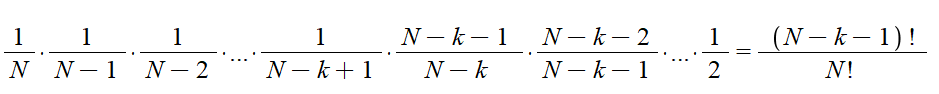 1/N · 1/(N−1) · 1/(N−2) · ... · 1/(N−k+1) · (N−k−1)/(N−k) · (N−k−2)/(N−k−1) · ... · 1/2 = (N−k−1)!/N!